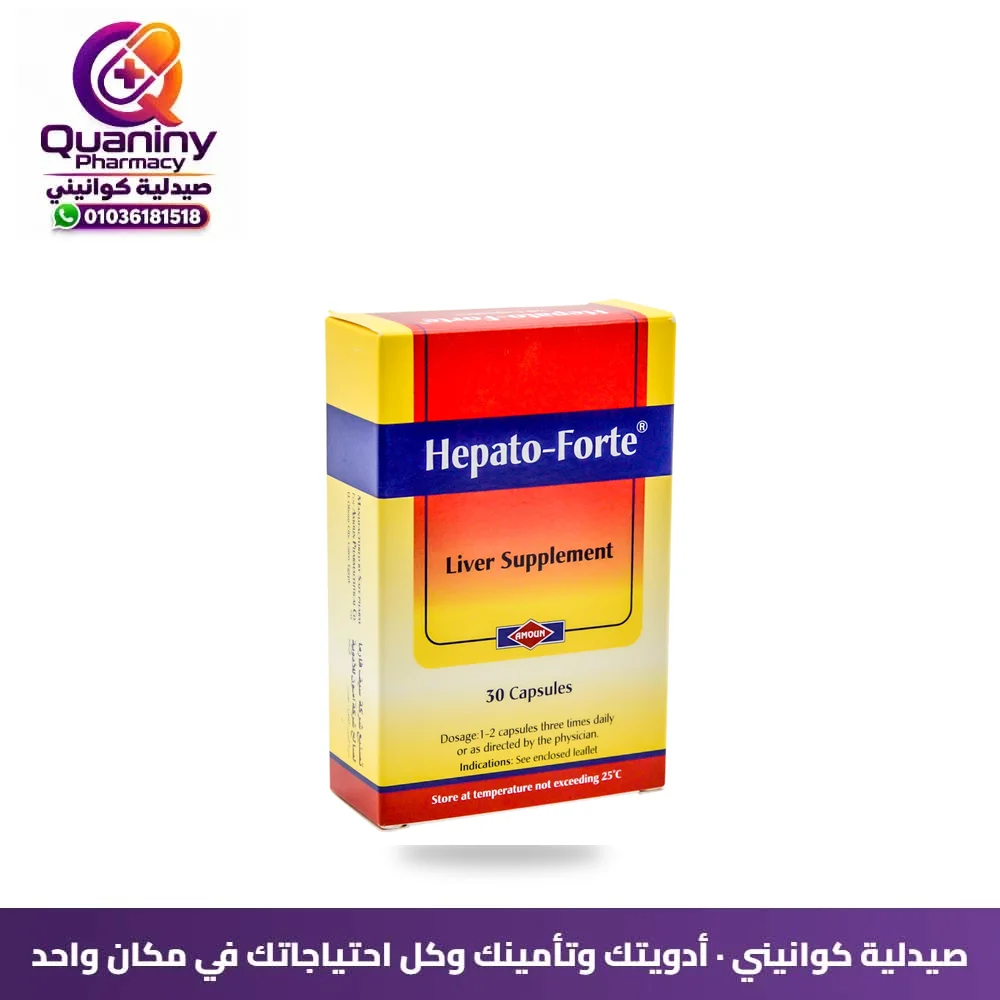 Quaniny
Pharmacy
صيدلية كوانيني
01036181518
Hepato-Forte®
Hepato-Forte®
Liver Supplement
AMOUN
30 Capsules
Dosage:1-2 capsules three times daily
or as directed by the physician.
Indications: See enclosed leaflet
Store at temperature not exceeding 25°C
صيدلية كوانيني · أدويتك وتأمينك وكل احتياجاتك في مكان واحد